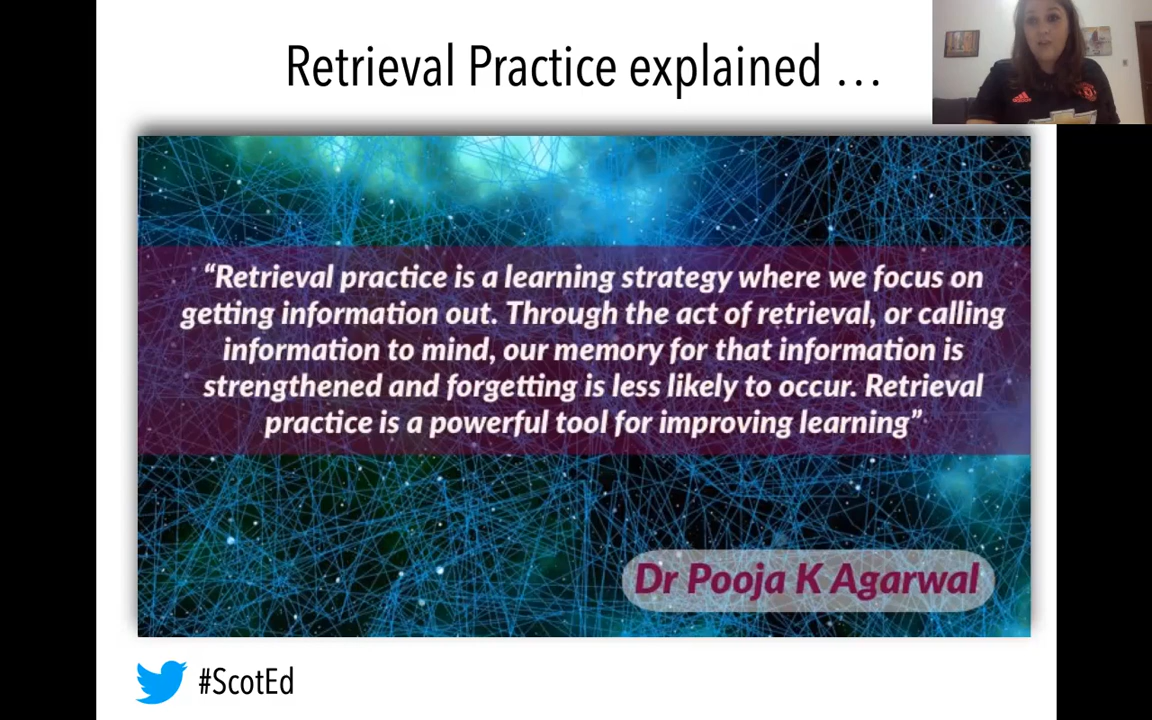 Retrieval Practice explained …
“Retrieval practice is a learning strategy where we focus on
getting information out. Through the act of retrieval, or calling
information to mind, our memory for that information is
strengthened and forgetting is less likely to occur. Retrieval
practice is a powerful tool for improving learning”
Dr Pooja K Agarwal
#ScotEd